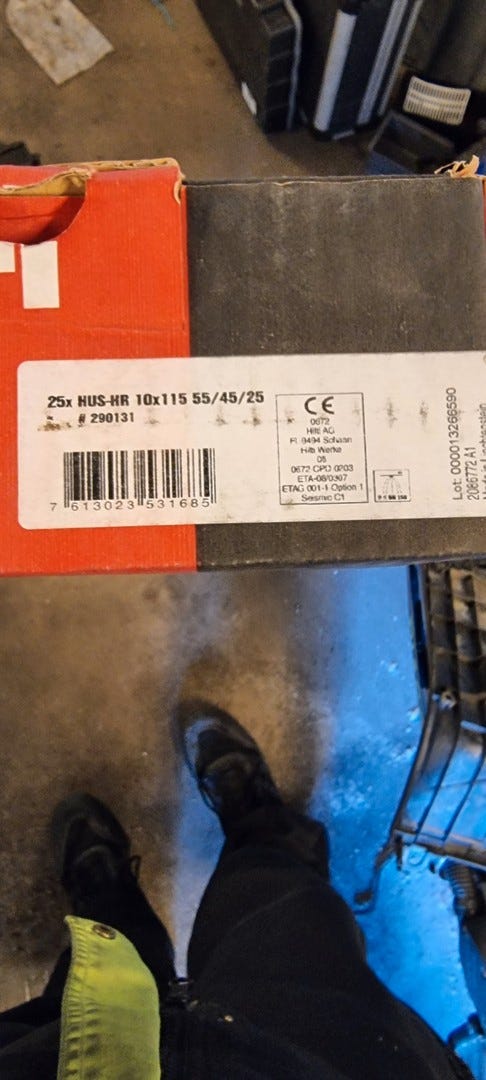 25x HUS-HR 10x115 55/45/25
# 290131
7 613023 531685
CE
0672
Hilti AG
FL-9494 Schaan
Hilti Werke
08
0672-CPD-0203
ETA-08/0307
ETAG 001-1-Option 1
Seismic C1
Lot: 000013266590
2086772 A1